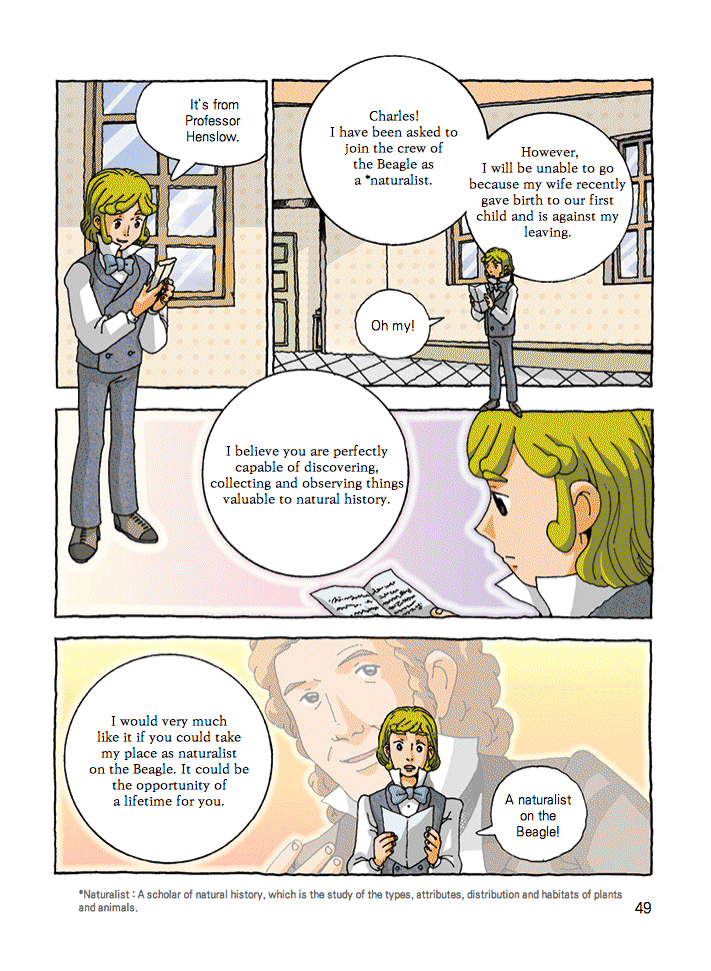 It's from
Professor
Henslow.
Charles!
I have been asked to
join the crew of
the Beagle as
a *naturalist.
However,
I will be unable to go
because my wife recently
gave birth to our first
child and is against my
leaving.
Oh my!
I believe you are perfectly
capable of discovering,
collecting and observing things
valuable to natural history.
I would very much
like it if you could take
my place as naturalist
on the Beagle. It could be
the opportunity of
a lifetime for you.
A naturalist
on the
Beagle!
*Naturalist : A scholar of natural history, which is the study of the types, attributes, distribution and habitats of plants
and animals.
49